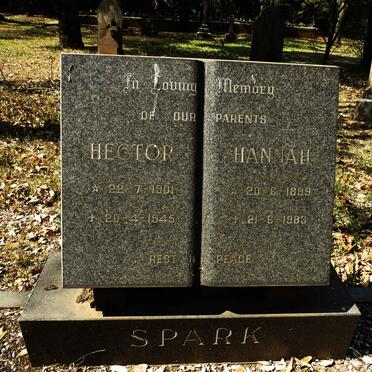 In Loving Memory
OF OUR PARENTS
HECTOR HANNAH
☆ 22-7-1901 ☆ 20-6-1899
+ 20-4-1945 + 21-6-1983
REST IN PEACE
SPARK